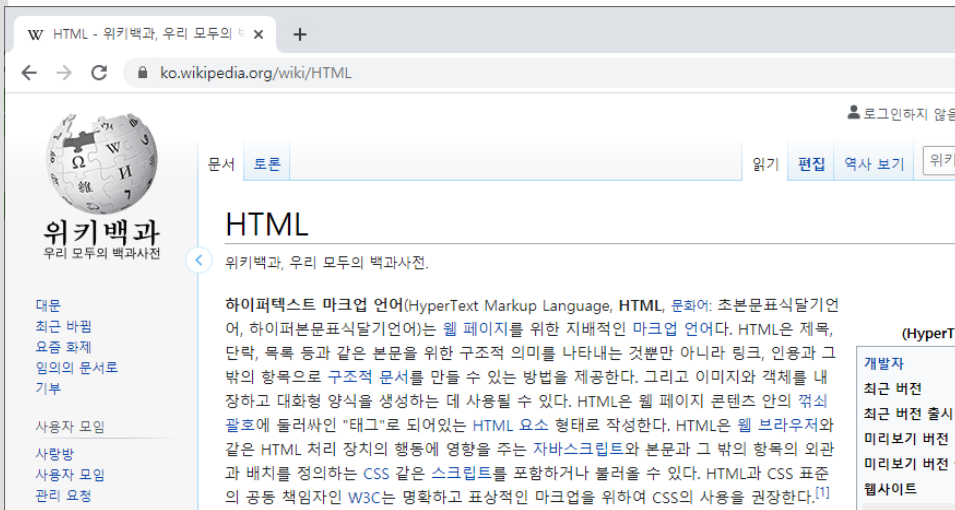 W HTML - 위키백과, 우리 모두의
ko.wikipedia.org/wiki/HTML
로그인하지 않음
문서 토론 읽기 편집 역사 보기 위키
위키백과
우리 모두의 백과사전
HTML
위키백과, 우리 모두의 백과사전.
대문
최근 바뀜
요즘 화제
임의의 문서로
기부
사용자 모임
사랑방
사용자 모임
관리 요청
하이퍼텍스트 마크업 언어(HyperText Markup Language, HTML, 문화어: 초본문표식달기언
어, 하이퍼본문표식달기언어)는 웹 페이지를 위한 지배적인 마크업 언어다. HTML은 제목,
단락, 목록 등과 같은 본문을 위한 구조적 의미를 나타내는 것뿐만 아니라 링크, 인용과 그
밖의 항목으로 구조적 문서를 만들 수 있는 방법을 제공한다. 그리고 이미지와 객체를 내
장하고 대화형 양식을 생성하는 데 사용될 수 있다. HTML은 웹 페이지 콘텐츠 안의 꺾쇠
괄호에 둘러싸인 "태그"로 되어있는 HTML 요소 형태로 작성한다. HTML은 웹 브라우저와
같은 HTML 처리 장치의 행동에 영향을 주는 자바스크립트와 본문과 그 밖의 항목의 외관
과 배치를 정의하는 CSS 같은 스크립트를 포함하거나 불러올 수 있다. HTML과 CSS 표준
의 공동 책임자인 W3C는 명확하고 표상적인 마크업을 위하여 CSS의 사용을 권장한다.[1]
(HyperT
개발자
최근 버전
최근 버전 출시
미리보기 버전
미리보기 버전
웹사이트